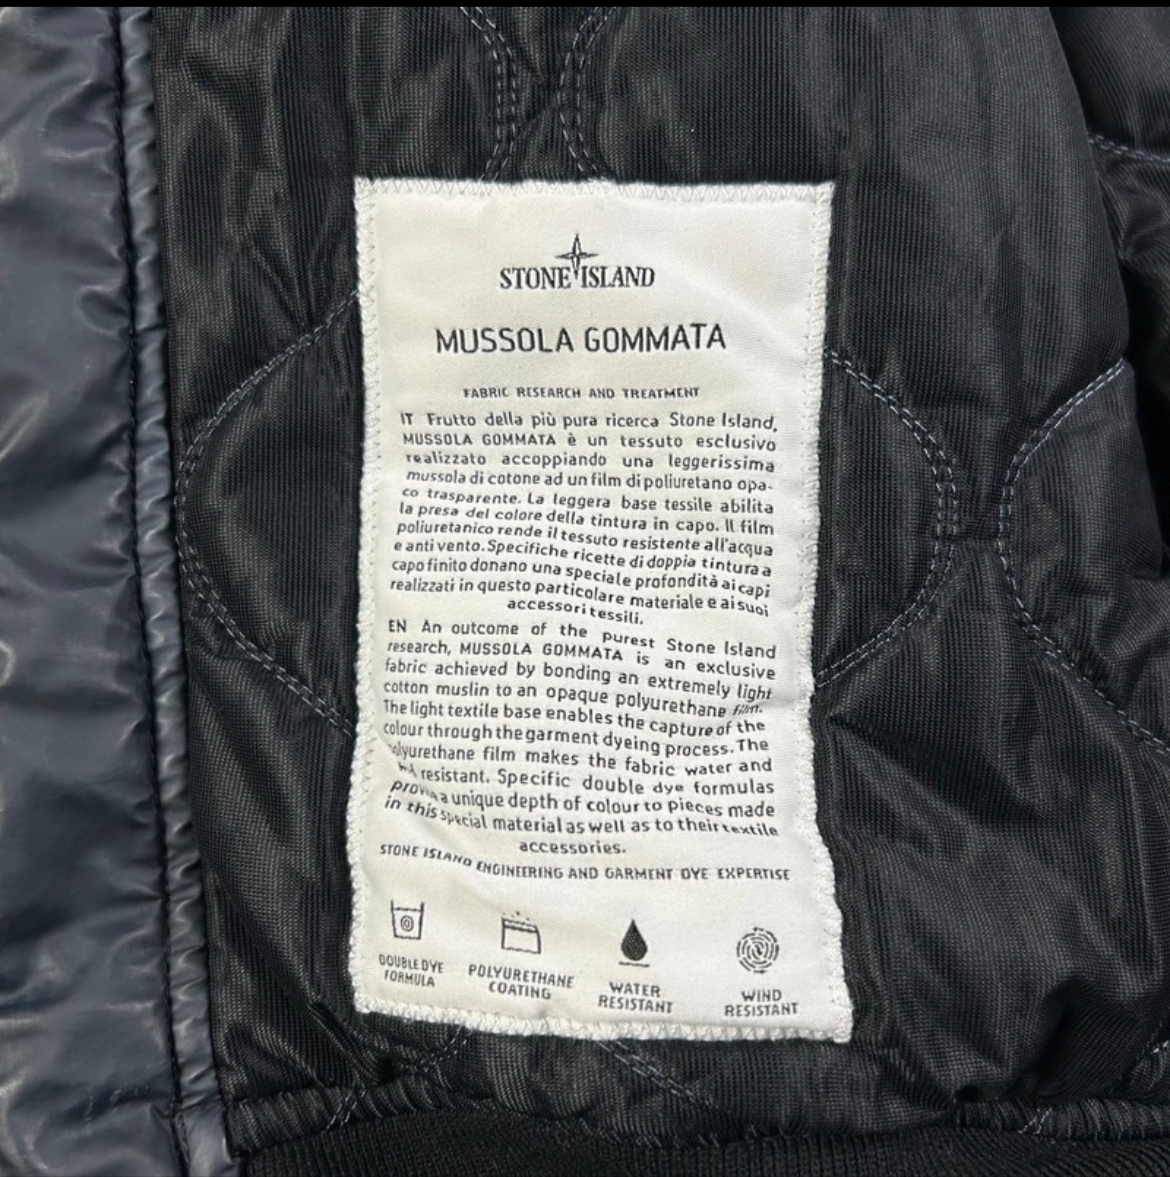 STONE ISLAND
MUSSOLA GOMMATA
FABRIC RESEARCH AND TREATMENT
IT Frutto della più pura ricerca Stone Island,
MUSSOLA GOMMATA è un tessuto esclusivo
realizzato accoppiando una leggerissima
mussola di cotone ad un film di poliuretano opa-
co trasparente. La leggera base tessile abilita
la presa del colore della tintura in capo. Il film
poliuretanico rende il tessuto resistente all'acqua
e anti vento. Specifiche ricette di doppia tintura a
capo finito donano una speciale profondità ai capi
realizzati in questo particolare materiale e ai suoi
accessori tessili.
EN An outcome of the purest Stone Island
research, MUSSOLA GOMMATA is an exclusive
fabric achieved by bonding an extremely light
cotton muslin to an opaque polyurethane film.
The light textile base enables the capture of the
colour through the garment dyeing process. The
polyurethane film makes the fabric water and
resistant. Specific double dye formulas
a unique depth of colour to pieces made
in this special material as well as to their textile
accessories.
STONE ISLAND ENGINEERING AND GARMENT DYE EXPERTISE
DOUBLE DYE
FORMULA
POLYURETHANE
COATING
WATER
RESISTANT
WIND
RESISTANT